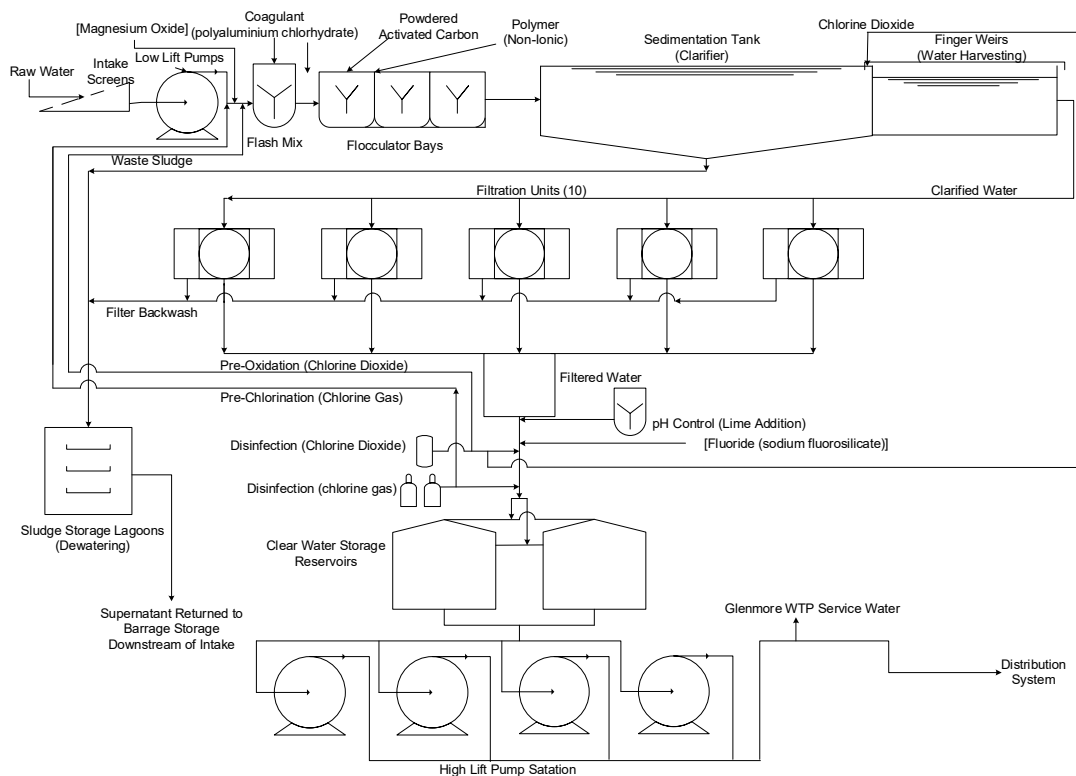 Coagulant
(polyaluminium chlorhydrate)
Powdered
Activated Carbon
Polymer
(Non-Ionic)
Chlorine Dioxide
[Magnesium Oxide]
Sedimentation Tank
(Clarifier)
Finger Weirs
(Water Harvesting)
Low Lift Pumps
Intake
Screens
Raw Water
Flash Mix
Flocculator Bays
Waste Sludge
Filtration Units (10)
Clarified Water
Filter Backwash
Pre-Oxidation (Chlorine Dioxide)
Filtered Water
Pre-Chlorination (Chlorine Gas)
pH Control (Lime Addition)
Disinfection (Chlorine Dioxide)
[Fluoride (sodium fluorosilicate)]
Disinfection (chlorine gas)
Sludge Storage Lagoons
(Dewatering)
Clear Water Storage
Reservoirs
Supernatant Returned to
Barrage Storage
Downstream of Intake
Glenmore WTP Service Water
Distribution
System
High Lift Pump Satation